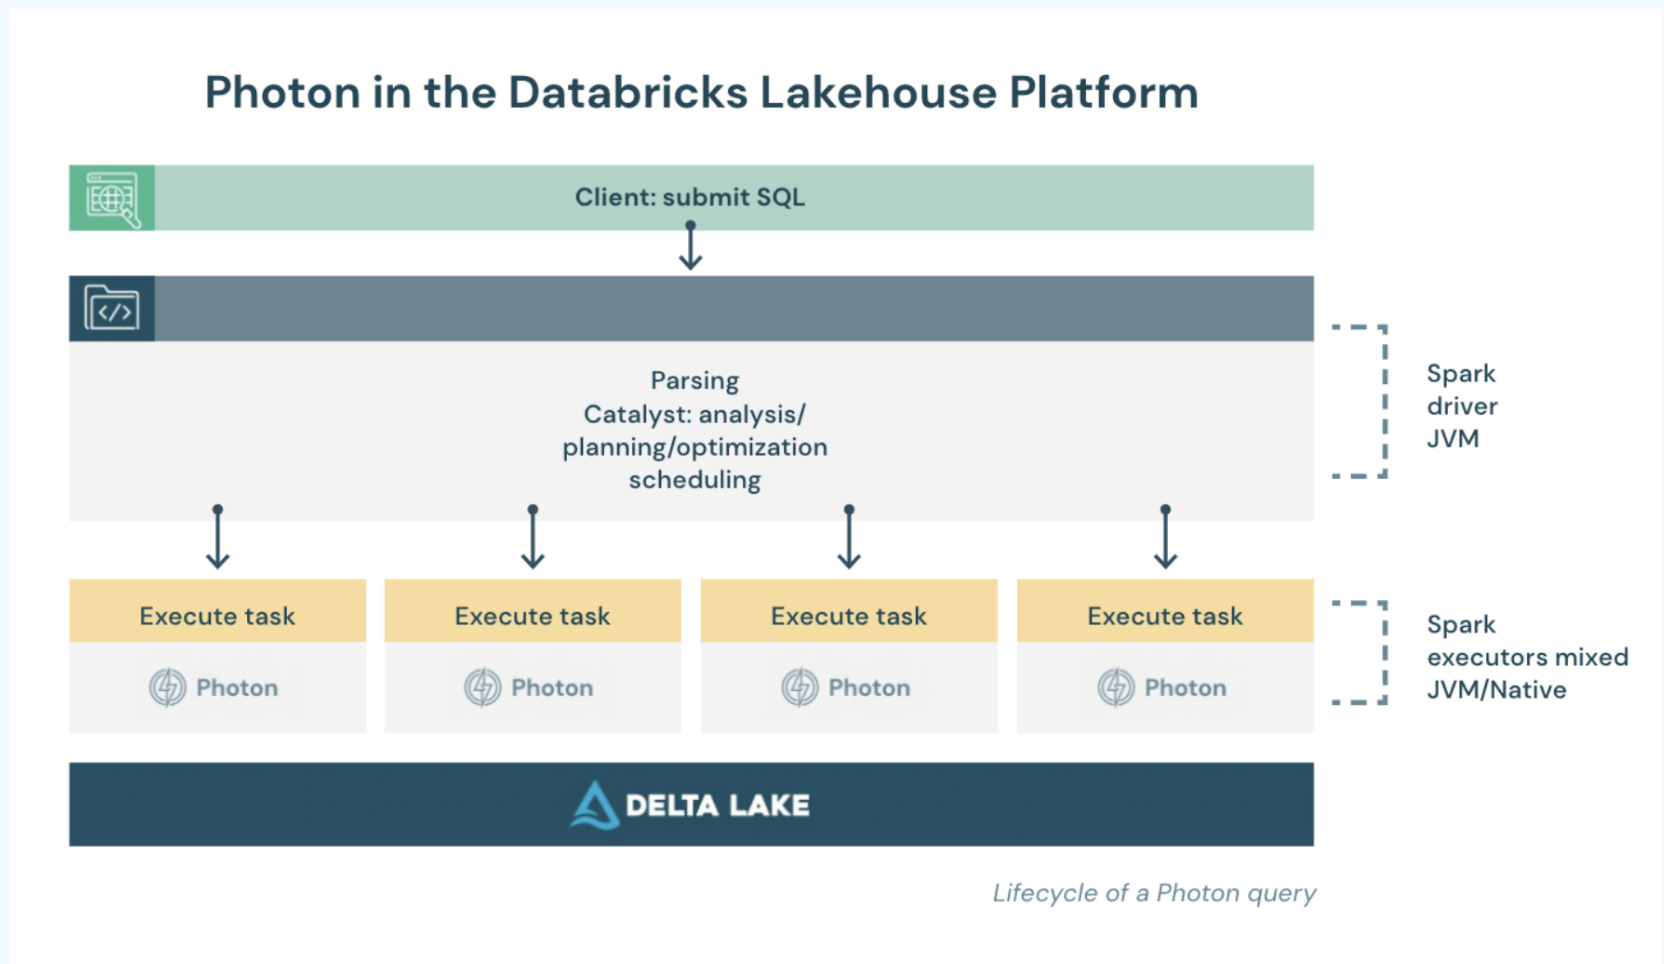 Photon in the Databricks Lakehouse Platform
Client: submit SQL
</>
Parsing
Catalyst: analysis/
planning/optimization
scheduling
Spark
driver
JVM
Execute task
Execute task
Execute task
Execute task
Photon
Photon
Photon
Photon
Spark
executors mixed
JVM/Native
DELTA LAKE
Lifecycle of a Photon query